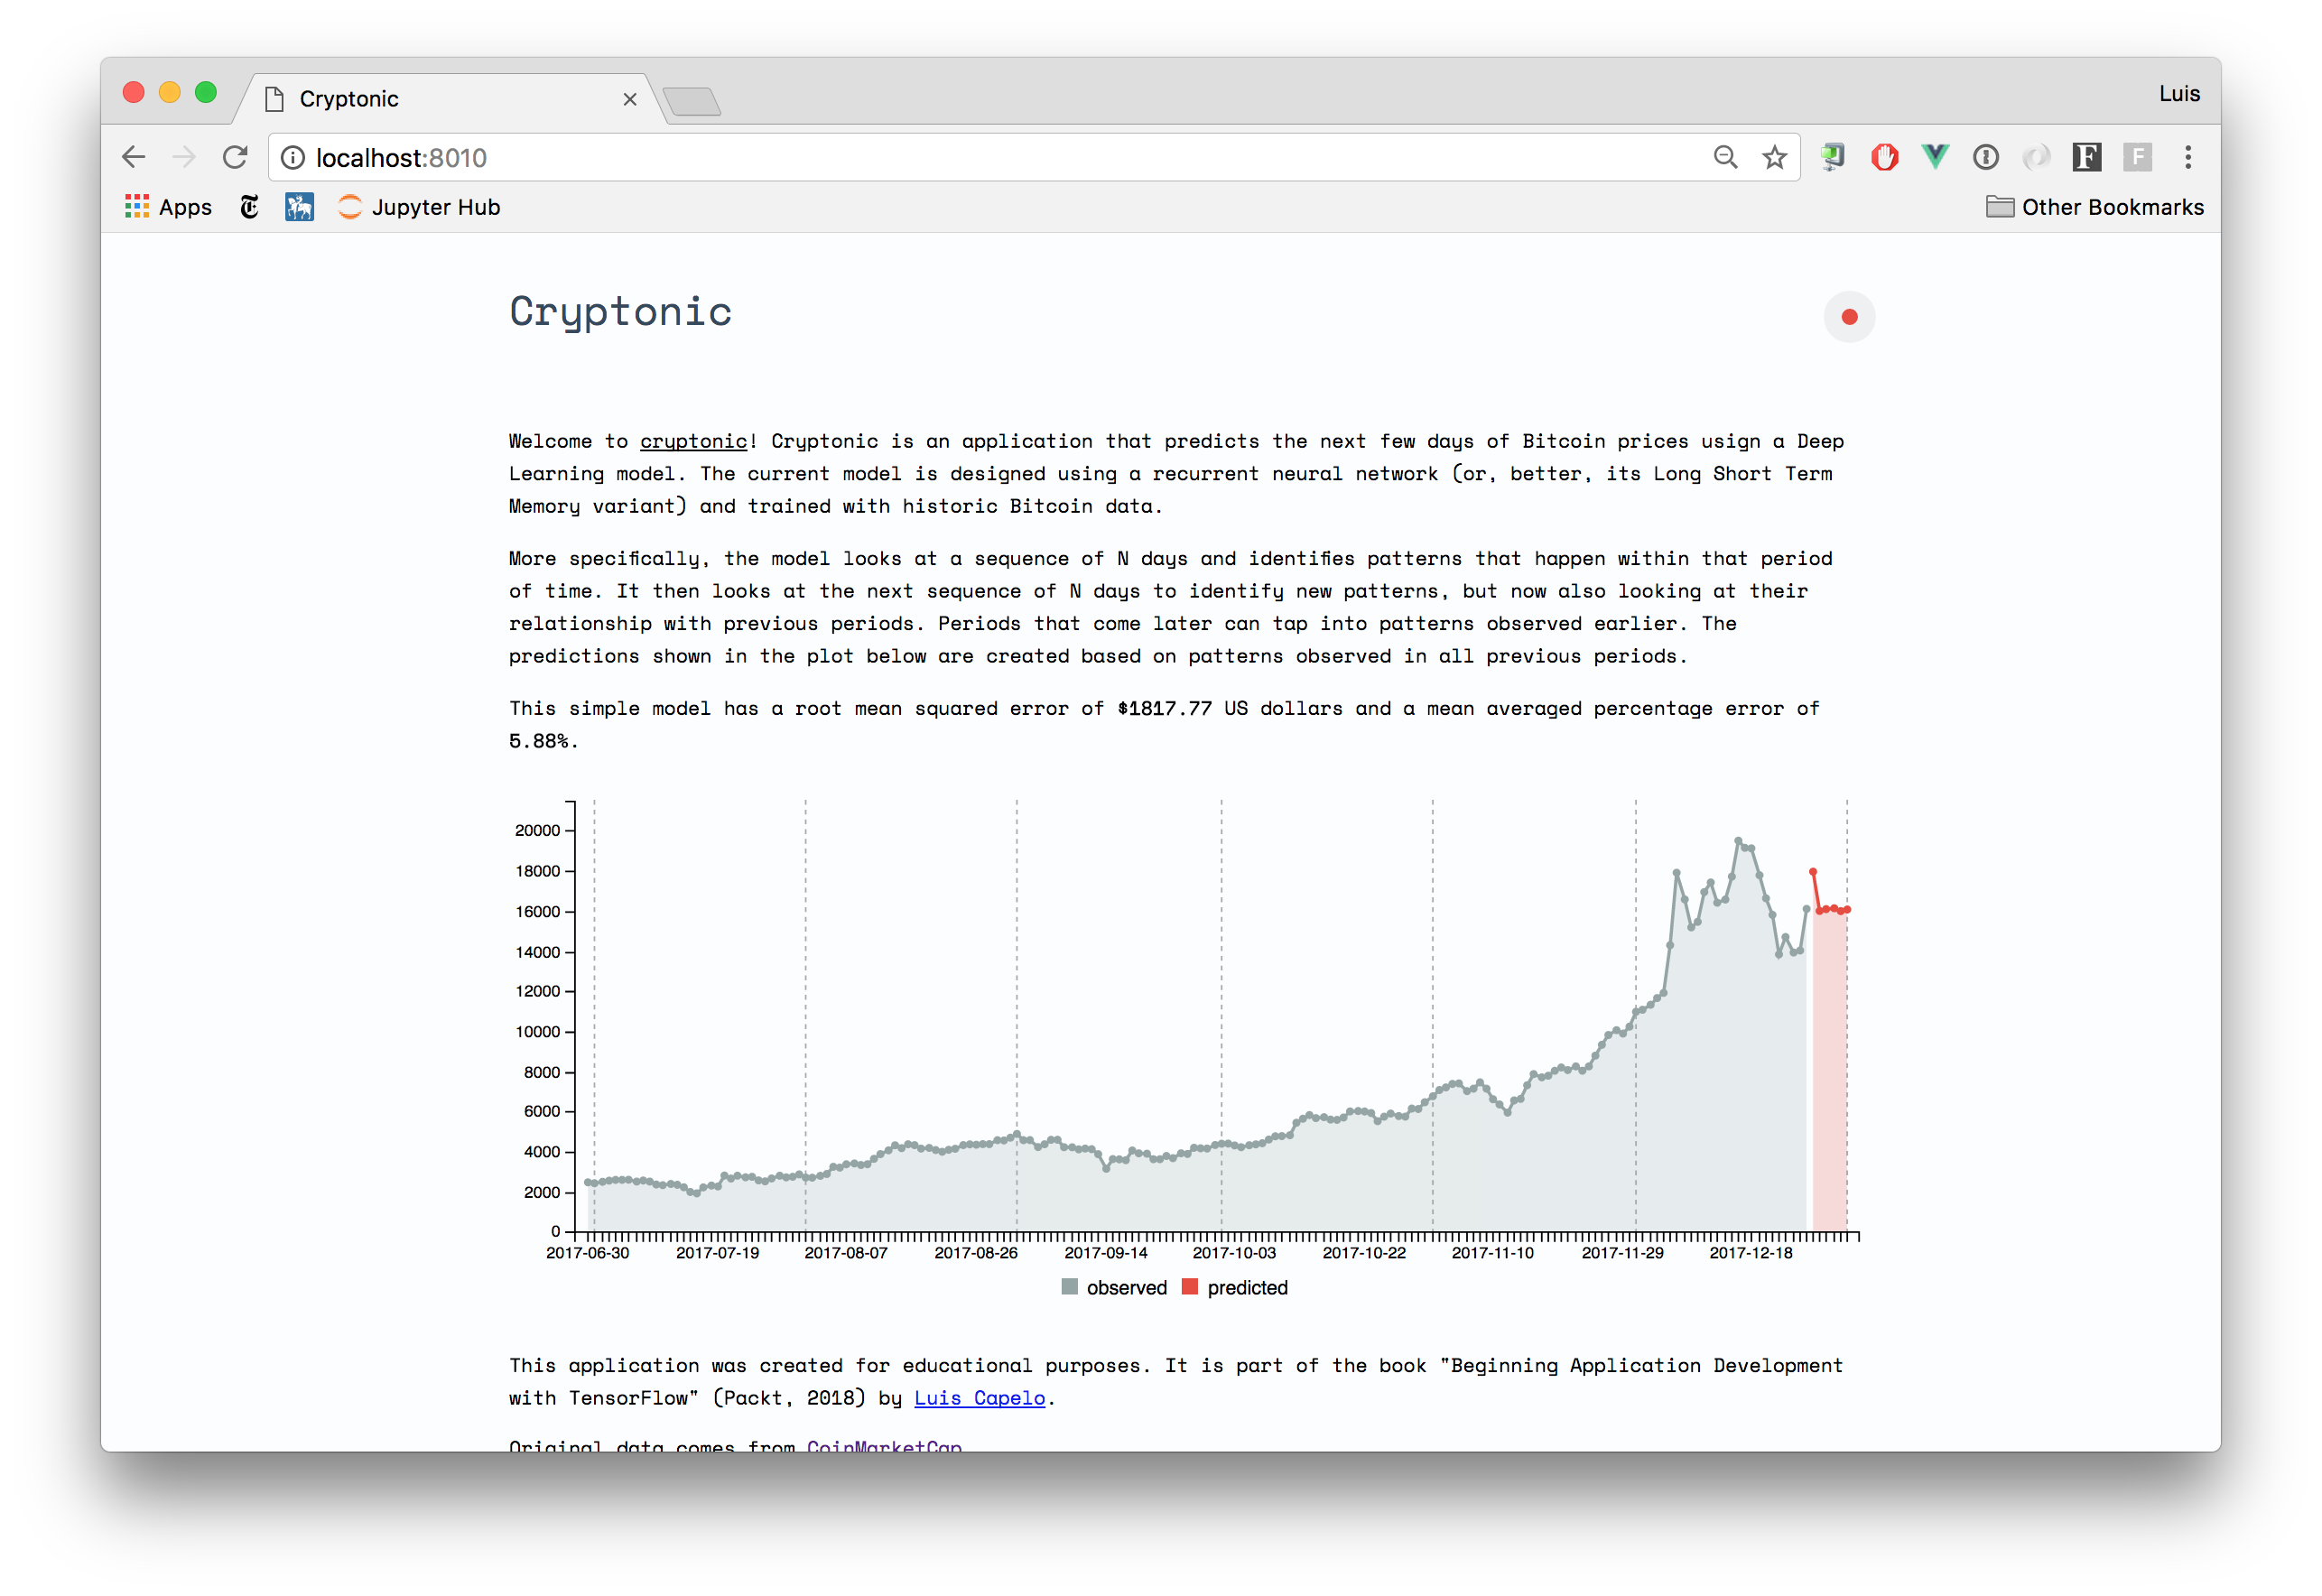 Cryptonic
Luis
localhost:8010
Apps
Jupyter Hub
Other Bookmarks
Cryptonic
Welcome to cryptonic! Cryptonic is an application that predicts the next few days of Bitcoin prices usign a Deep
Learning model. The current model is designed using a recurrent neural network (or, better, its Long Short Term
Memory variant) and trained with historic Bitcoin data.
More specifically, the model looks at a sequence of N days and identifies patterns that happen within that period
of time. It then looks at the next sequence of N days to identify new patterns, but now also looking at their
relationship with previous periods. Periods that come later can tap into patterns observed earlier. The
predictions shown in the plot below are created based on patterns observed in all previous periods.
This simple model has a root mean squared error of $1817.77 US dollars and a mean averaged percentage error of
5.88%.
20000
18000
16000
14000
12000
10000
8000
6000
4000
2000
0
2017-06-30 2017-07-19 2017-08-07 2017-08-26 2017-09-14 2017-10-03 2017-10-22 2017-11-10 2017-11-29 2017-12-18
observed predicted
This application was created for educational purposes. It is part of the book "Beginning Application Development
with TensorFlow" (Packt, 2018) by Luis Capelo.
Original data comes from CoinMarketCap